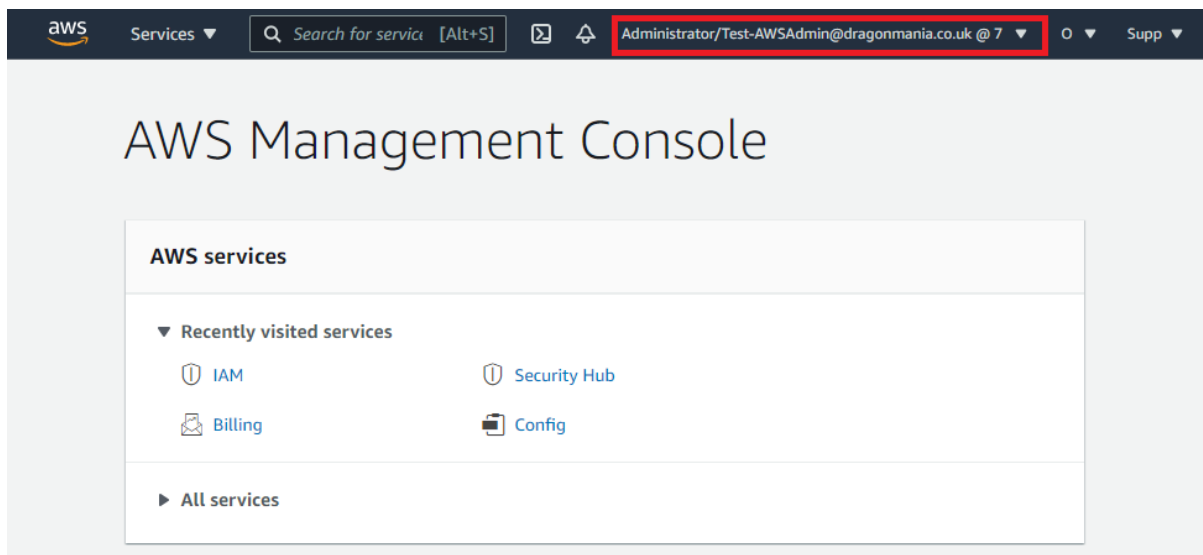 aws Services Search for service [Alt+S] Administrator/Test-AWSAdmin@dragonmania.co.uk @ 7 O Supp
AWS Management Console
AWS services
Recently visited services
IAM Security Hub
Billing Config
All services